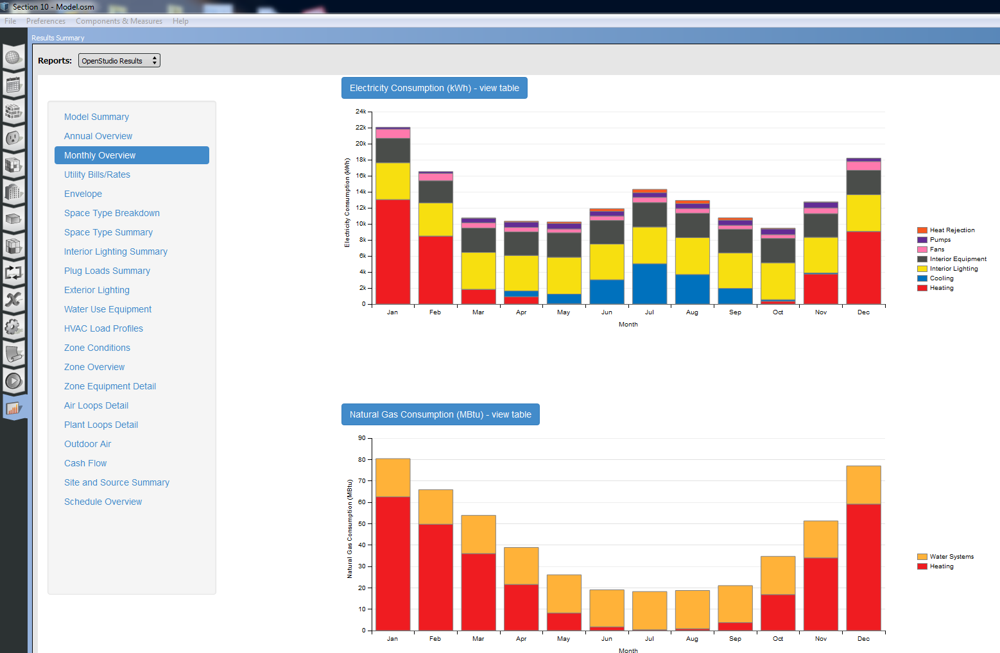 Section 10 - Model.osm
File Preferences Components & Measures Help
Results Summary
Reports: OpenStudio Results
Model Summary
Annual Overview
Monthly Overview
Utility Bills/Rates
Envelope
Space Type Breakdown
Space Type Summary
Interior Lighting Summary
Plug Loads Summary
Exterior Lighting
Water Use Equipment
HVAC Load Profiles
Zone Conditions
Zone Overview
Zone Equipment Detail
Air Loops Detail
Plant Loops Detail
Outdoor Air
Cash Flow
Site and Source Summary
Schedule Overview
Electricity Consumption (kWh) - view table
Electricity Consumption (kWh)
24k
22k
20k
18k
16k
14k
12k
10k
8k
6k
4k
2k
0
Jan Feb Mar Apr May Jun Jul Aug Sep Oct Nov Dec
Month
Heat Rejection
Pumps
Fans
Interior Equipment
Interior Lighting
Cooling
Heating
Natural Gas Consumption (MBtu) - view table
Natural Gas Consumption (MBtu)
90
80
70
60
50
40
30
20
10
0
Jan Feb Mar Apr May Jun Jul Aug Sep Oct Nov Dec
Month
Water Systems
Heating